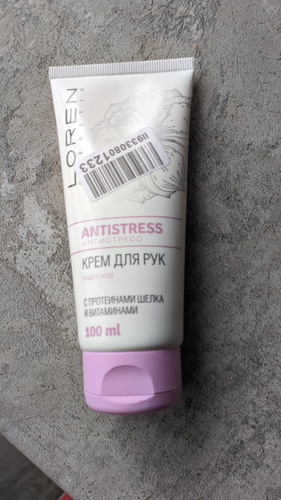 LOREN
ANTISTRESS
АНТИСТРЕСС
КРЕМ ДЛЯ РУК
С ПРОТЕИНАМИ ШЕЛКА
И ВИТАМИНАМИ
100 ml